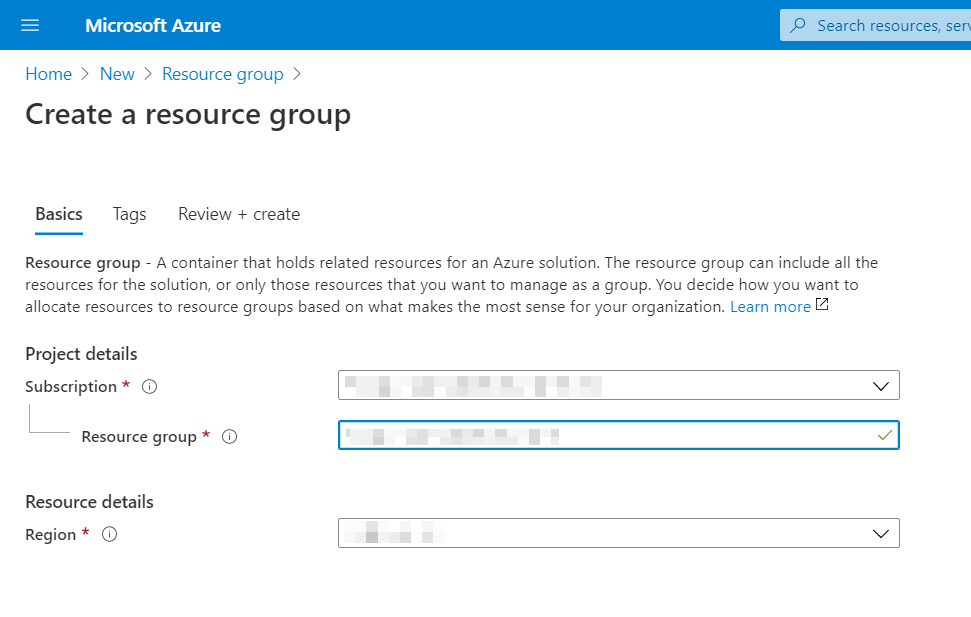 Microsoft Azure
Search resources, serv
Home > New > Resource group >
Create a resource group
Basics Tags Review + create
Resource group - A container that holds related resources for an Azure solution. The resource group can include all the
resources for the solution, or only those resources that you want to manage as a group. You decide how you want to
allocate resources to resource groups based on what makes the most sense for your organization. Learn more
Project details
Subscription *
Resource group *
Resource details
Region *